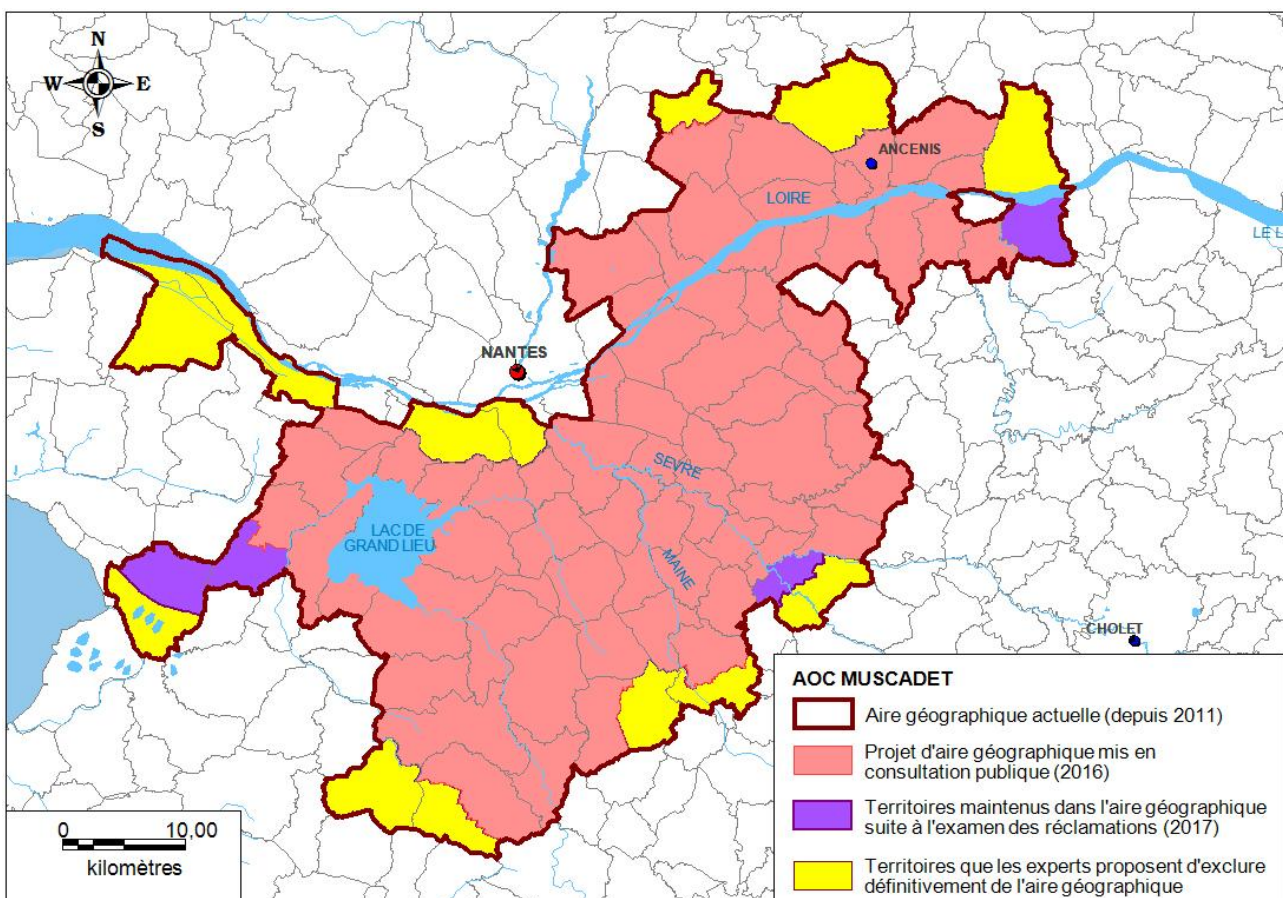 N
W E
S
ANCENIS
LOIRE
LE L
NANTES
SEVRE
LAC DE
GRAND LIEU
MAINE
CHOLET
AOC MUSCADET
Aire géographique actuelle (depuis 2011)
Projet d'aire géographique mis en
consultation publique (2016)
Territoires maintenus dans l'aire géographique
suite à l'examen des réclamations (2017)
Territoires que les experts proposent d'exclure
définitivement de l'aire géographique
0 10,00
kilomètres